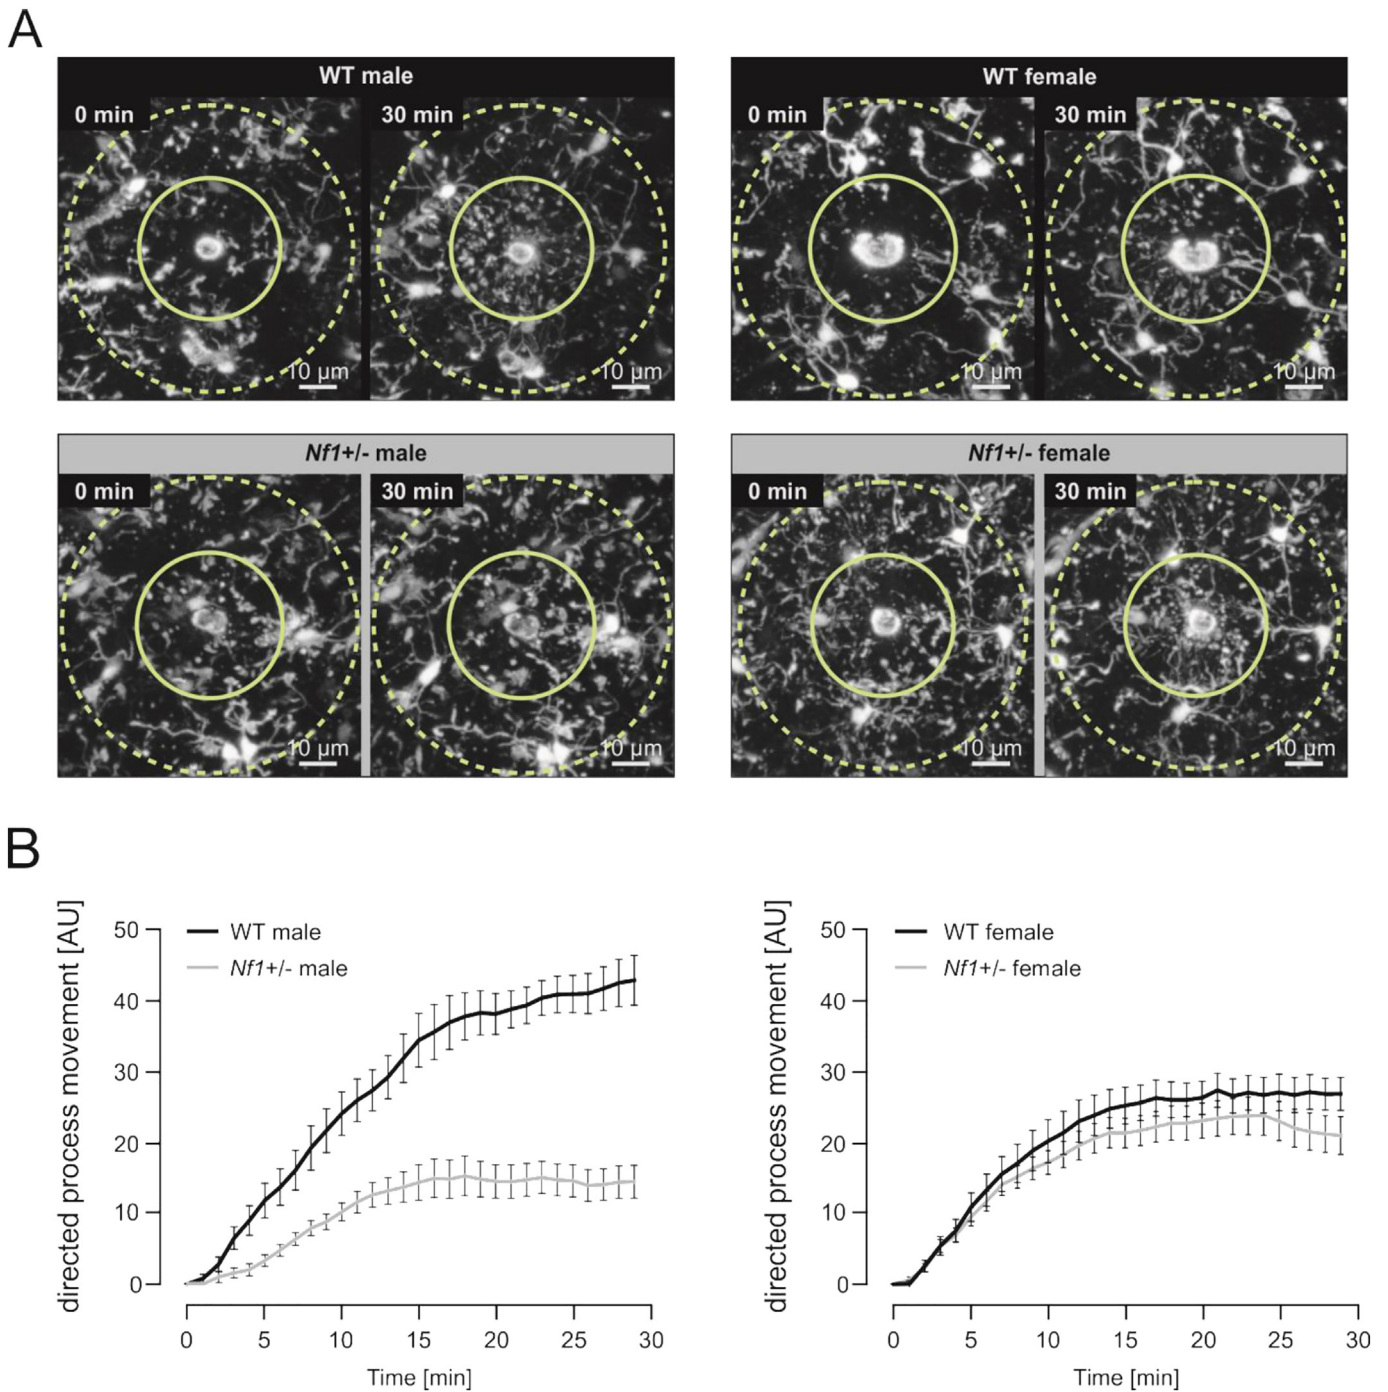 A
WT male
0 min
30 min
10 µm
10 µm
WT female
0 min
30 min
10 µm
10 µm
Nf1+/- male
0 min
30 min
10 µm
10 µm
Nf1+/- female
0 min
30 min
10 µm
10 µm
B
directed process movement [AU]
50
40
30
20
10
0
WT male
Nf1+/- male
0 5 10 15 20 25 30
Time [min]
directed process movement [AU]
50
40
30
20
10
0
WT female
Nf1+/- female
0 5 10 15 20 25 30
Time [min]